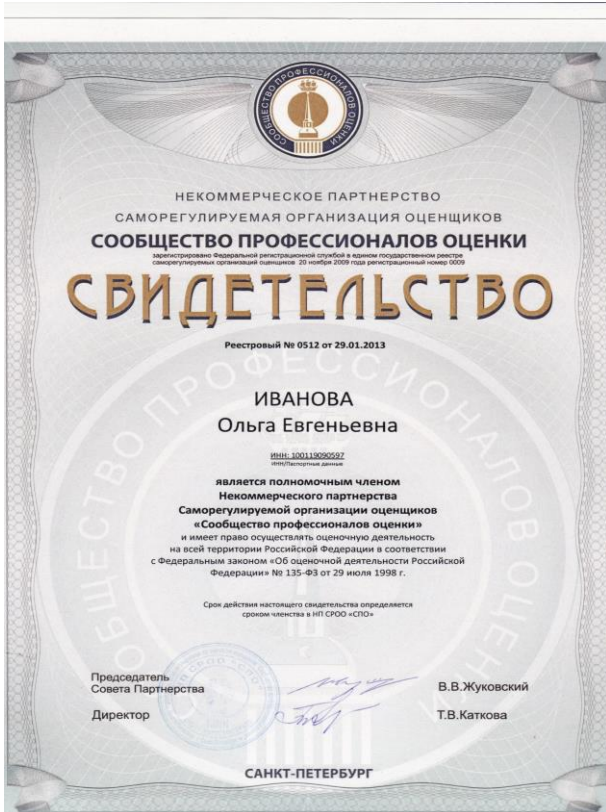 СООБЩЕСТВО ПРОФЕССИОНАЛОВ ОЦЕНКИ
НЕКОММЕРЧЕСКОЕ ПАРТНЕРСТВО
САМОРЕГУЛИРУЕМАЯ ОРГАНИЗАЦИЯ ОЦЕНЩИКОВ
СООБЩЕСТВО ПРОФЕССИОНАЛОВ ОЦЕНКИ
зарегистрировано Федеральной регистрационной службой в едином государственном реестре
саморегулируемых организаций оценщиков 20 ноября 2009 года регистрационный номер 0009
СВИДЕТЕЛЬСТВО
Реестровый № 0512 от 29.01.2013
ИВАНОВА
Ольга Евгеньевна
ИНН: 100119090597
ИНН/Паспортные данные
является полномочным членом
Некоммерческого партнерства
Саморегулируемой организации оценщиков
«Сообщество профессионалов оценки»
и имеет право осуществлять оценочную деятельность
на всей территории Российской Федерации в соответствии
с Федеральным законом «Об оценочной деятельности Российской
Федерации» № 135-ФЗ от 29 июля 1998 г.
Срок действия настоящего свидетельства определяется
сроком членства в НП СРОО «СПО»
Председатель
Совета Партнерства
В.В.Жуковский
Директор
Т.В.Каткова
САНКТ-ПЕТЕРБУРГ